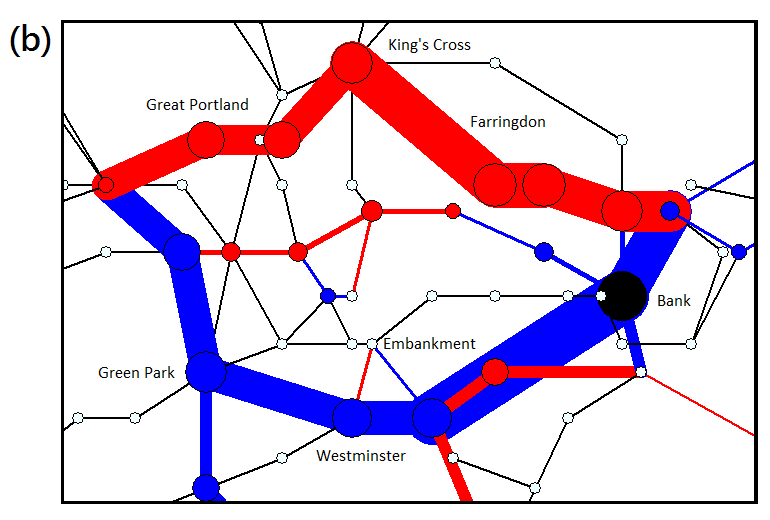 (b)
King's Cross
Great Portland
Farringdon
Bank
Embankment
Green Park
Westminster